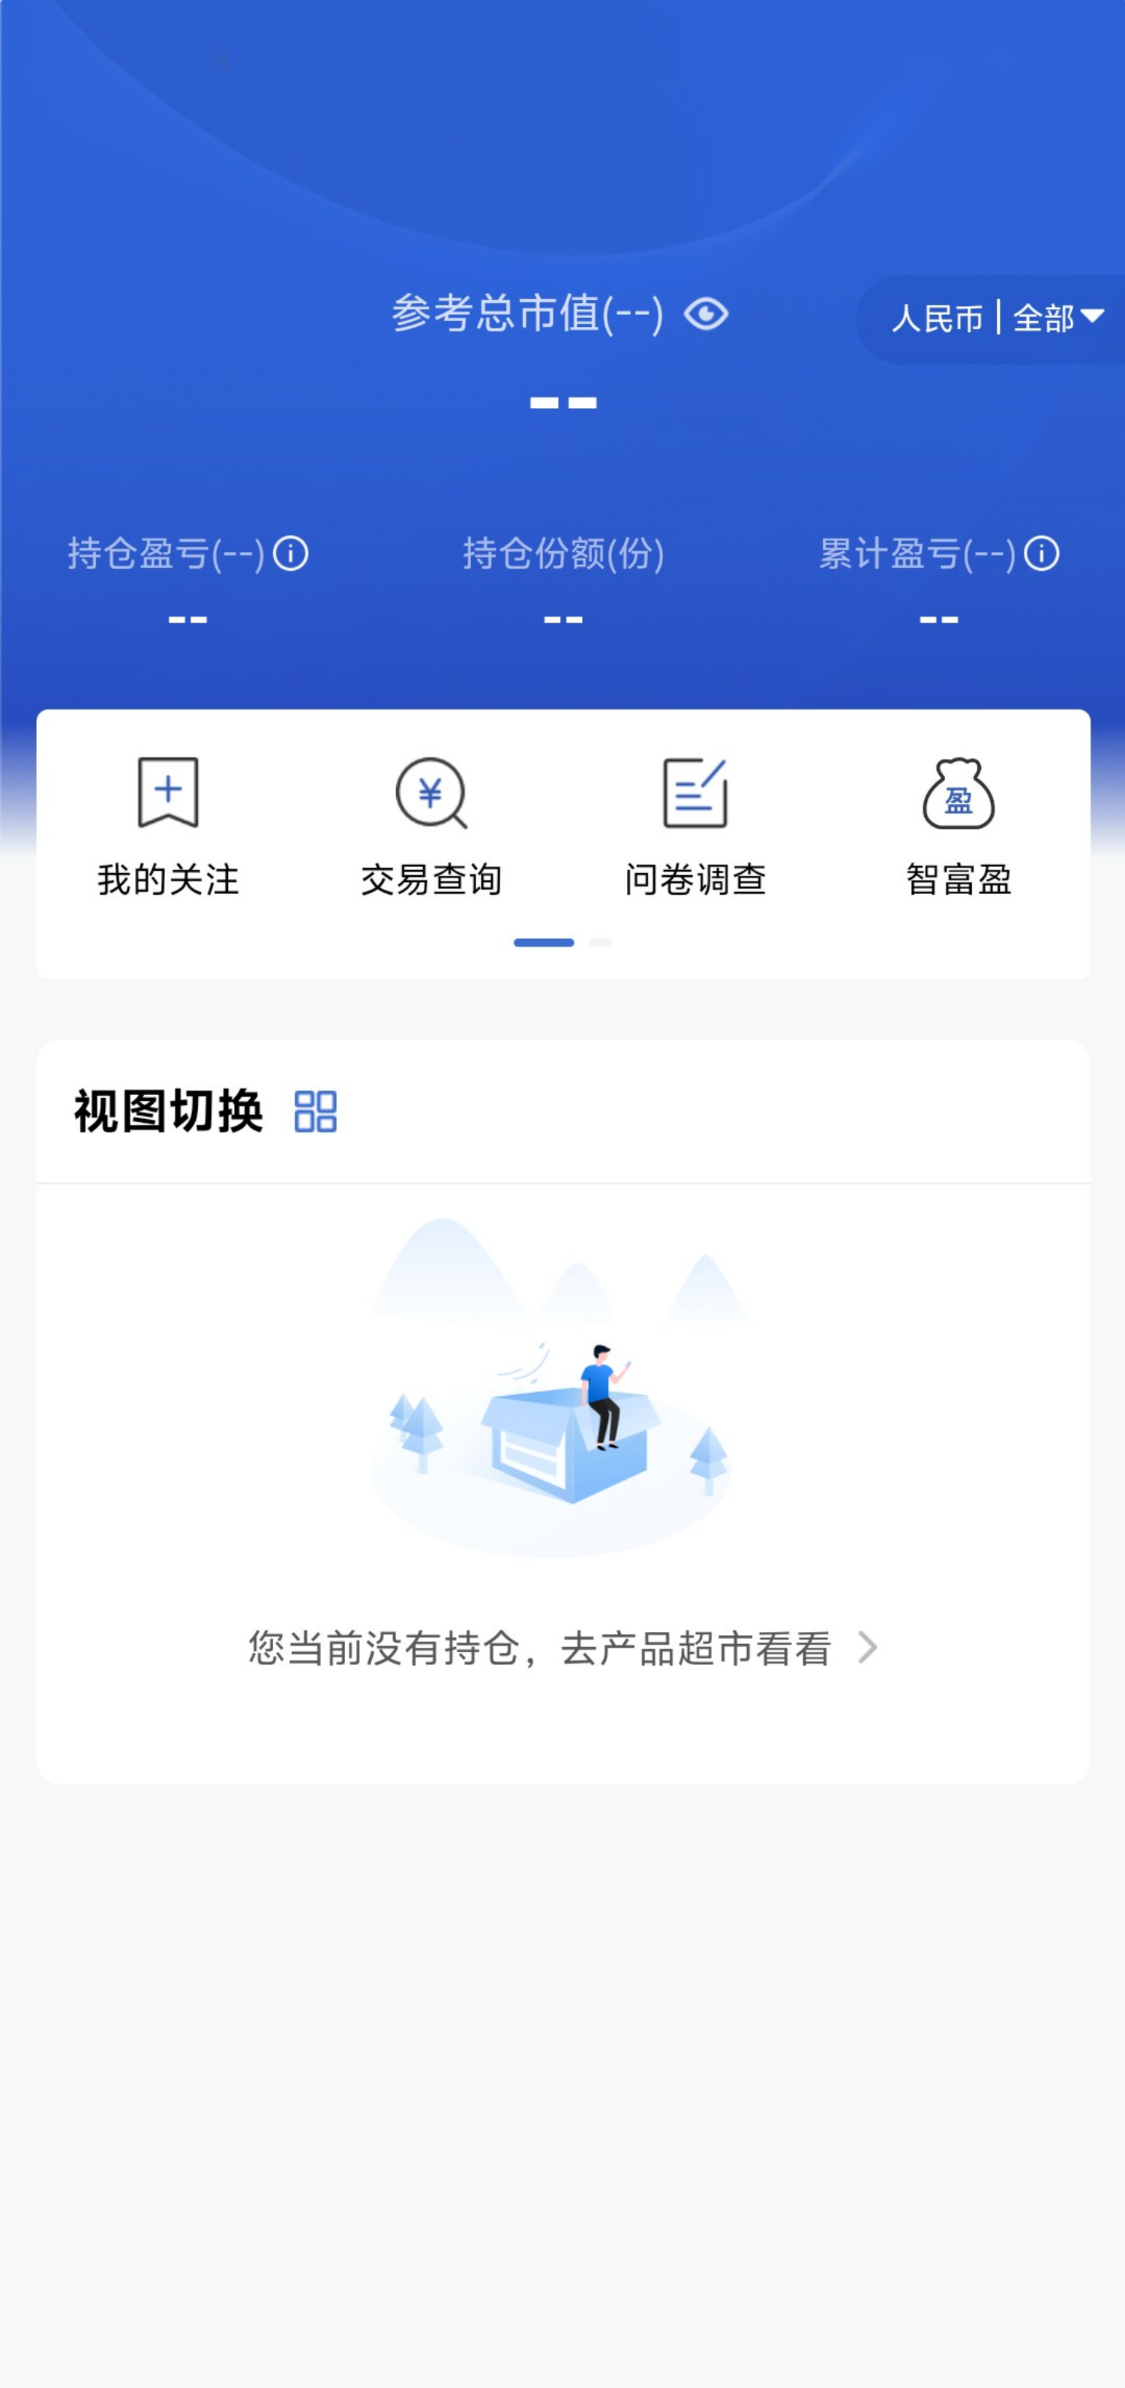 参考总市值(--)
人民币|全部
--
持仓盈亏(--) 持仓份额(份) 累计盈亏(--)
-- -- --
我的关注 交易查询 问卷调查 智富盈
视图切换
您当前没有持仓，去产品超市看看